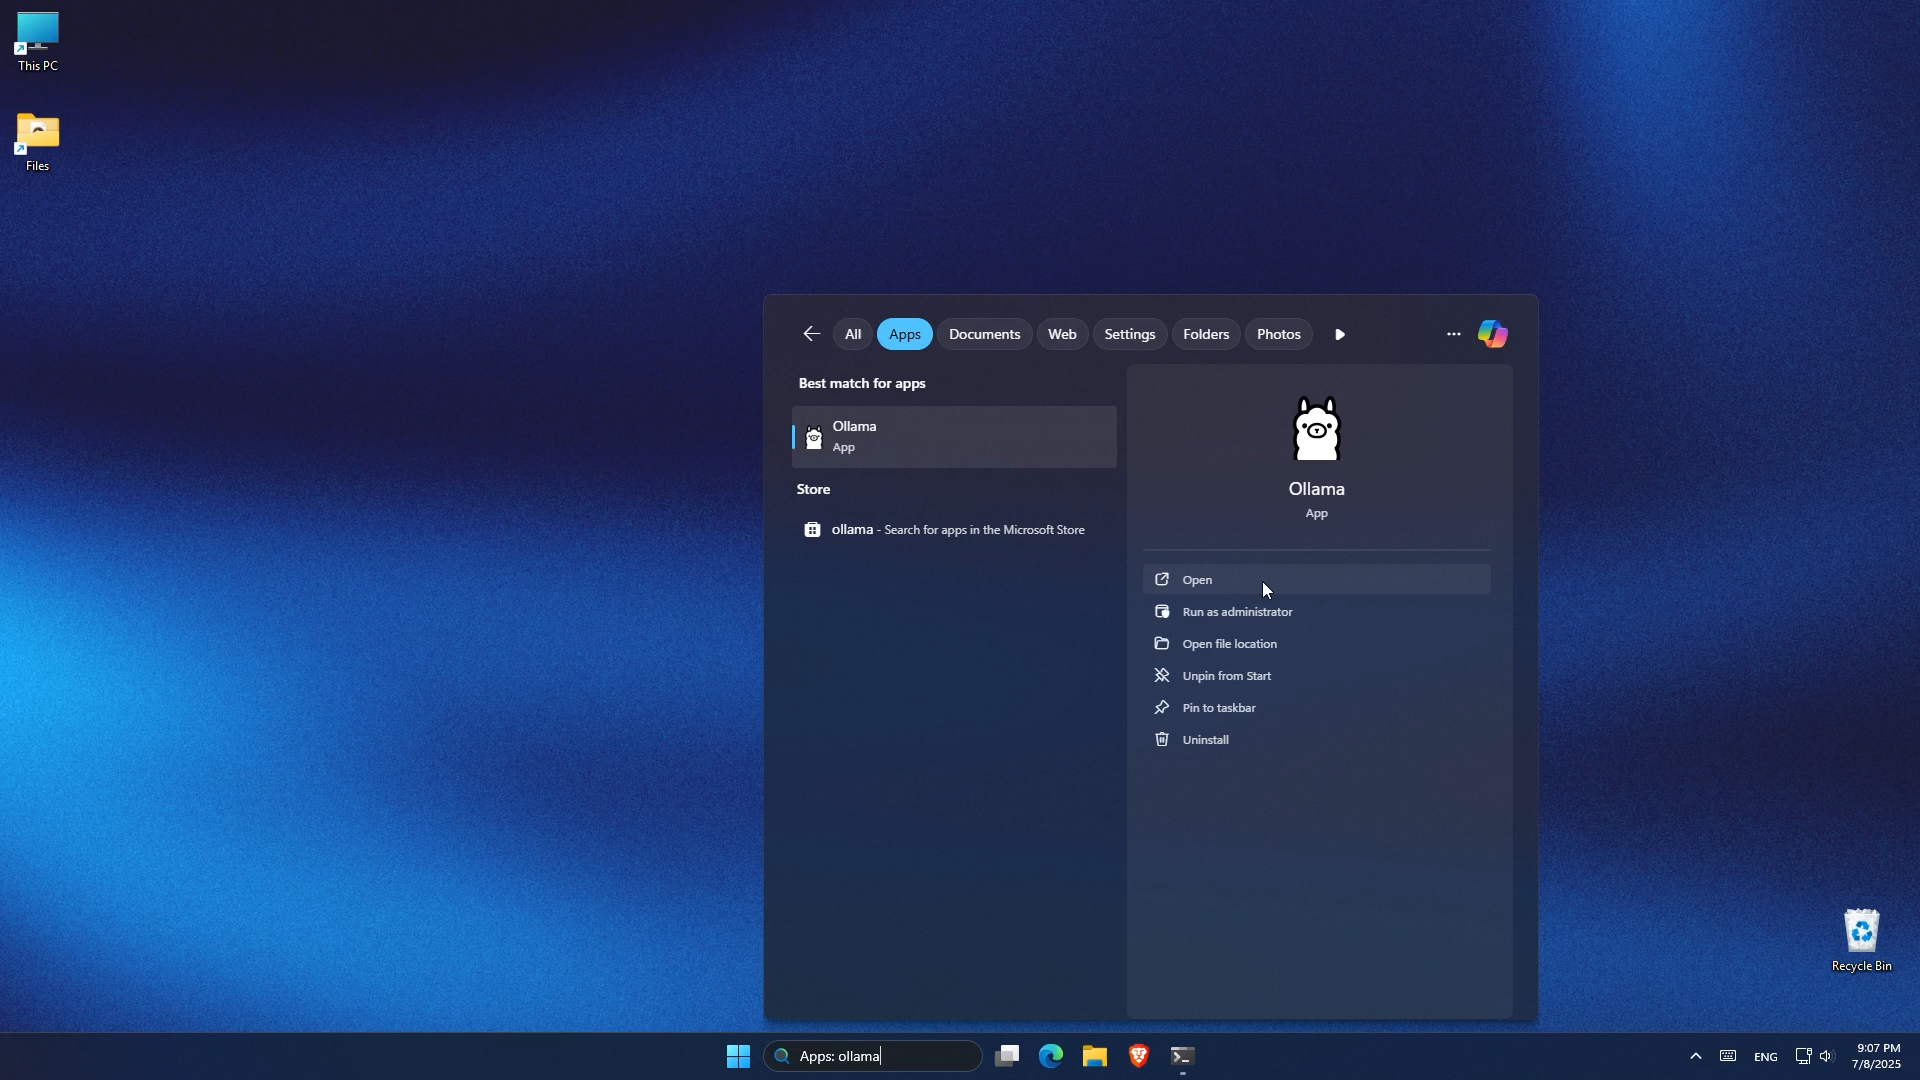 This PC
Files
All
Apps
Documents
Web
Settings
Folders
Photos
Best match for apps
Ollama
App
Store
ollama - Search for apps in the Microsoft Store
Ollama
App
Open
Run as administrator
Open file location
Unpin from Start
Pin to taskbar
Uninstall
Recycle Bin
Apps: ollama
ENG
9:07 PM
7/8/2025